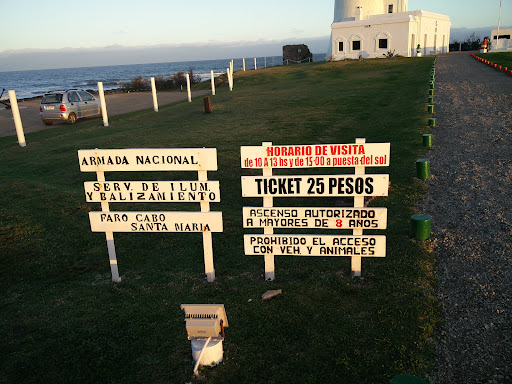 ARMADA NACIONAL
SERV. DE ILUM.
Y BALIZAMIENTO
FARO CABO
SANTA MARIA
HORARIO DE VISITA
de 10 A 13 hs y de 15:00 a puesta del sol
TICKET 25 PESOS
ASCENSO AUTORIZADO
A MAYORES DE 8 AÑOS
PROHIBIDO EL ACCESO
CON VEH. Y ANIMALES